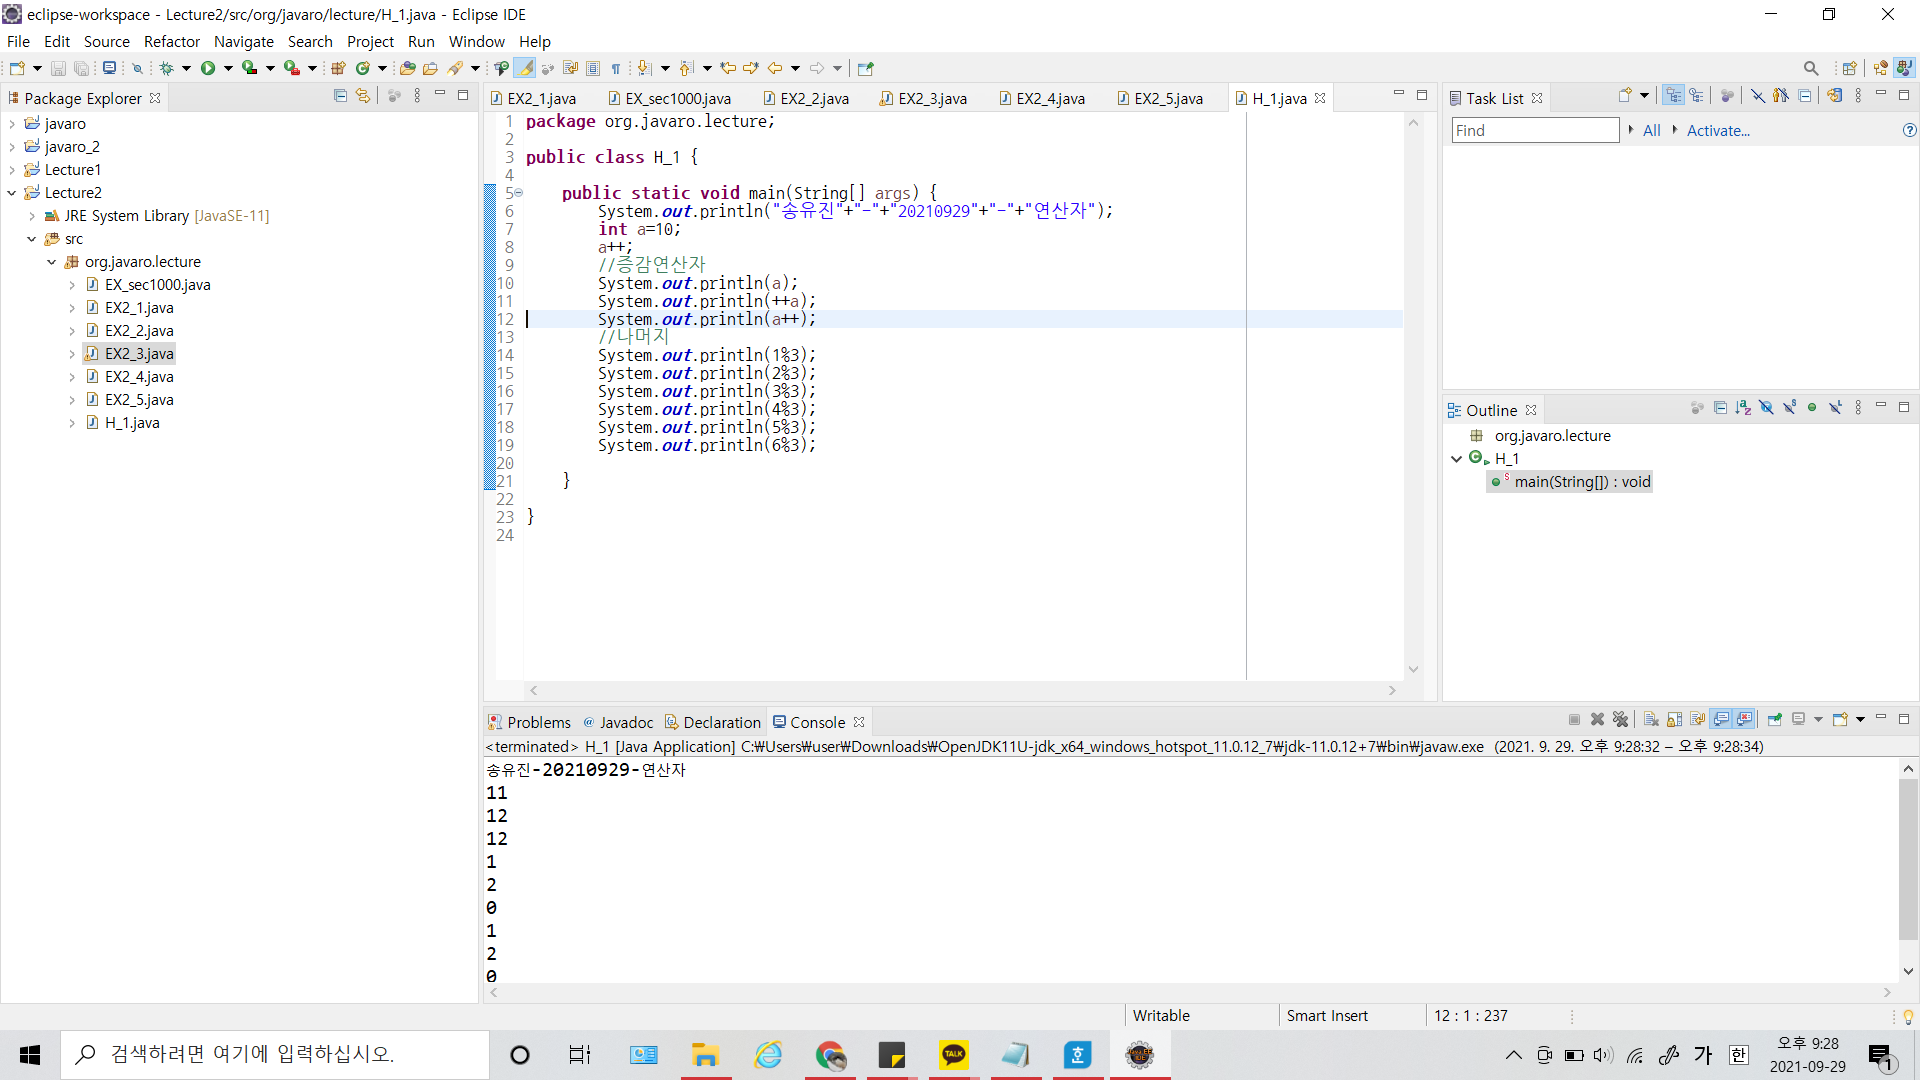 eclipse-workspace - Lecture2/src/org/javaro/lecture/H_1.java - Eclipse IDE
File Edit Source Refactor Navigate Search Project Run Window Help
Package Explorer
javaro
javaro_2
Lecture1
Lecture2
JRE System Library [JavaSE-11]
src
org.javaro.lecture
EX_sec1000.java
EX2_1.java
EX2_2.java
EX2_3.java
EX2_4.java
EX2_5.java
H_1.java
EX2_1.java EX_sec1000.java EX2_2.java EX2_3.java EX2_4.java EX2_5.java H_1.java
1 package org.javaro.lecture;
2
3 public class H_1 {
4
5 public static void main(String[] args) {
6 System.out.println("송유진"+"-"+"20210929"+"-"+"연산자");
7 int a=10;
8 a++;
9 //증감연산자
10 System.out.println(a);
11 System.out.println(++a);
12 System.out.println(a++);
13 //나머지
14 System.out.println(1%3);
15 System.out.println(2%3);
16 System.out.println(3%3);
17 System.out.println(4%3);
18 System.out.println(5%3);
19 System.out.println(6%3);
20
21 }
22
23 }
24
Task List
Find All Activate...
Outline
org.javaro.lecture
H_1
main(String[]) : void
Problems @ Javadoc Declaration Console
<terminated> H_1 [Java Application] C:₩Users₩user₩Downloads₩OpenJDK11U-jdk_x64_windows_hotspot_11.0.12_7₩jdk-11.0.12+7₩bin₩javaw.exe (2021. 9. 29. 오후 9:28:32 – 오후 9:28:34)
송유진-20210929-연산자
11
12
12
1
2
0
1
2
0
Writable Smart Insert 12 : 1 : 237
검색하려면 여기에 입력하십시오.
TALK
호
가
한
오후 9:28
2021-09-29
1